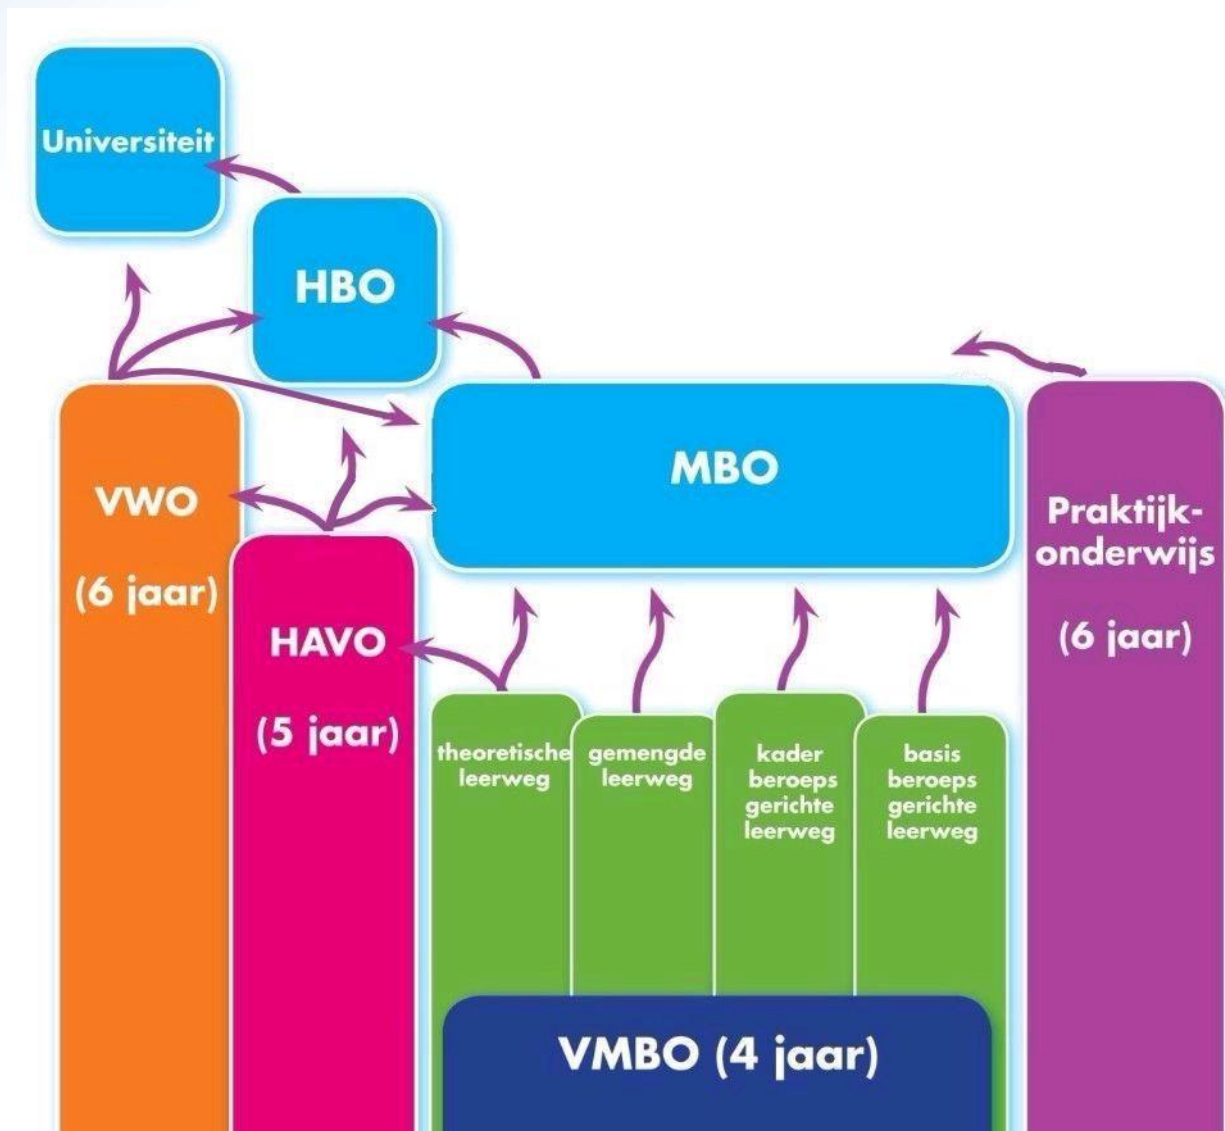 Universiteit
HBO
MBO
VWO
(6 jaar)
HAVO
(5 jaar)
theoretische
leerweg
gemengde
leerweg
kader
beroeps
gerichte
leerweg
basis
beroeps
gerichte
leerweg
VMBO (4 jaar)
Praktijk-
onderwijs
(6 jaar)